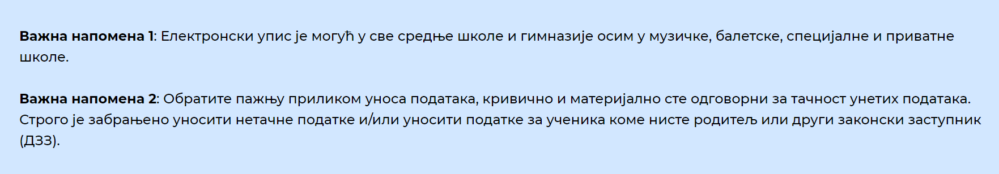 Важна напомена 1: Електронски упис је могућ у све средње школе и гимназије осим у музичке, балетске, специјалне и приватне
школе.
Важна напомена 2: Обратите пажњу приликом уноса података, кривично и материјално сте одговорни за тачност унетих података.
Строго је забрањено уносити нетачне податке и/или уносити податке за ученика коме нисте родитељ или други законски заступник
(ДЗЗ).